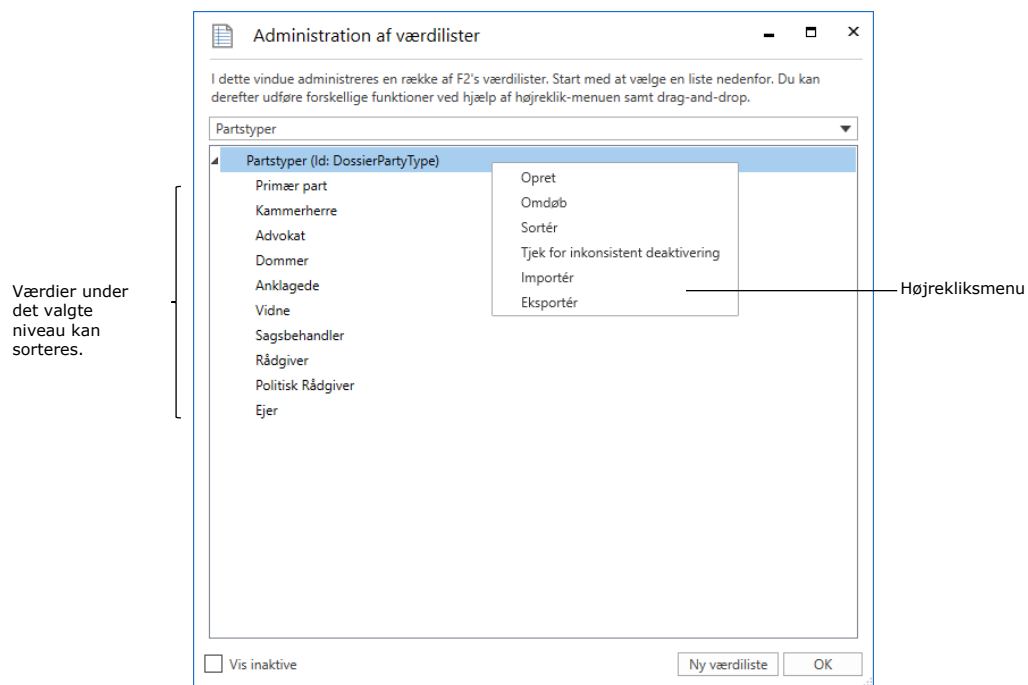 Administration af værdilister
I dette vindue administreres en række af F2's værdilister. Start med at vælge en liste nedenfor. Du kan
derefter udføre forskellige funktioner ved hjælp af højreklik-menuen samt drag-and-drop.
Partstyper
Partstyper (Id: DossierPartyType)
Primær part
Kammerherre
Advokat
Dommer
Anklagede
Vidne
Sagsbehandler
Rådgiver
Politisk Rådgiver
Ejer
Opret
Omdøb
Sortér
Tjek for inkonsistent deaktivering
Importér
Eksportér
Værdier under
det valgte
niveau kan
sorteres.
Højrekliksmenu
Vis inaktive
Ny værdiliste
OK